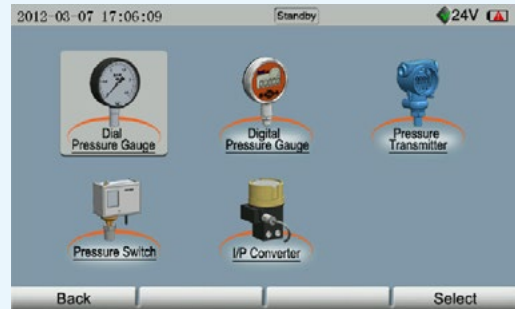 2012-03-07 17:06:09
Standby
24V
Dial
Pressure Gauge
Digital
Pressure Gauge
Pressure
Transmitter
Pressure Switch
I/P Converter
Back
Select